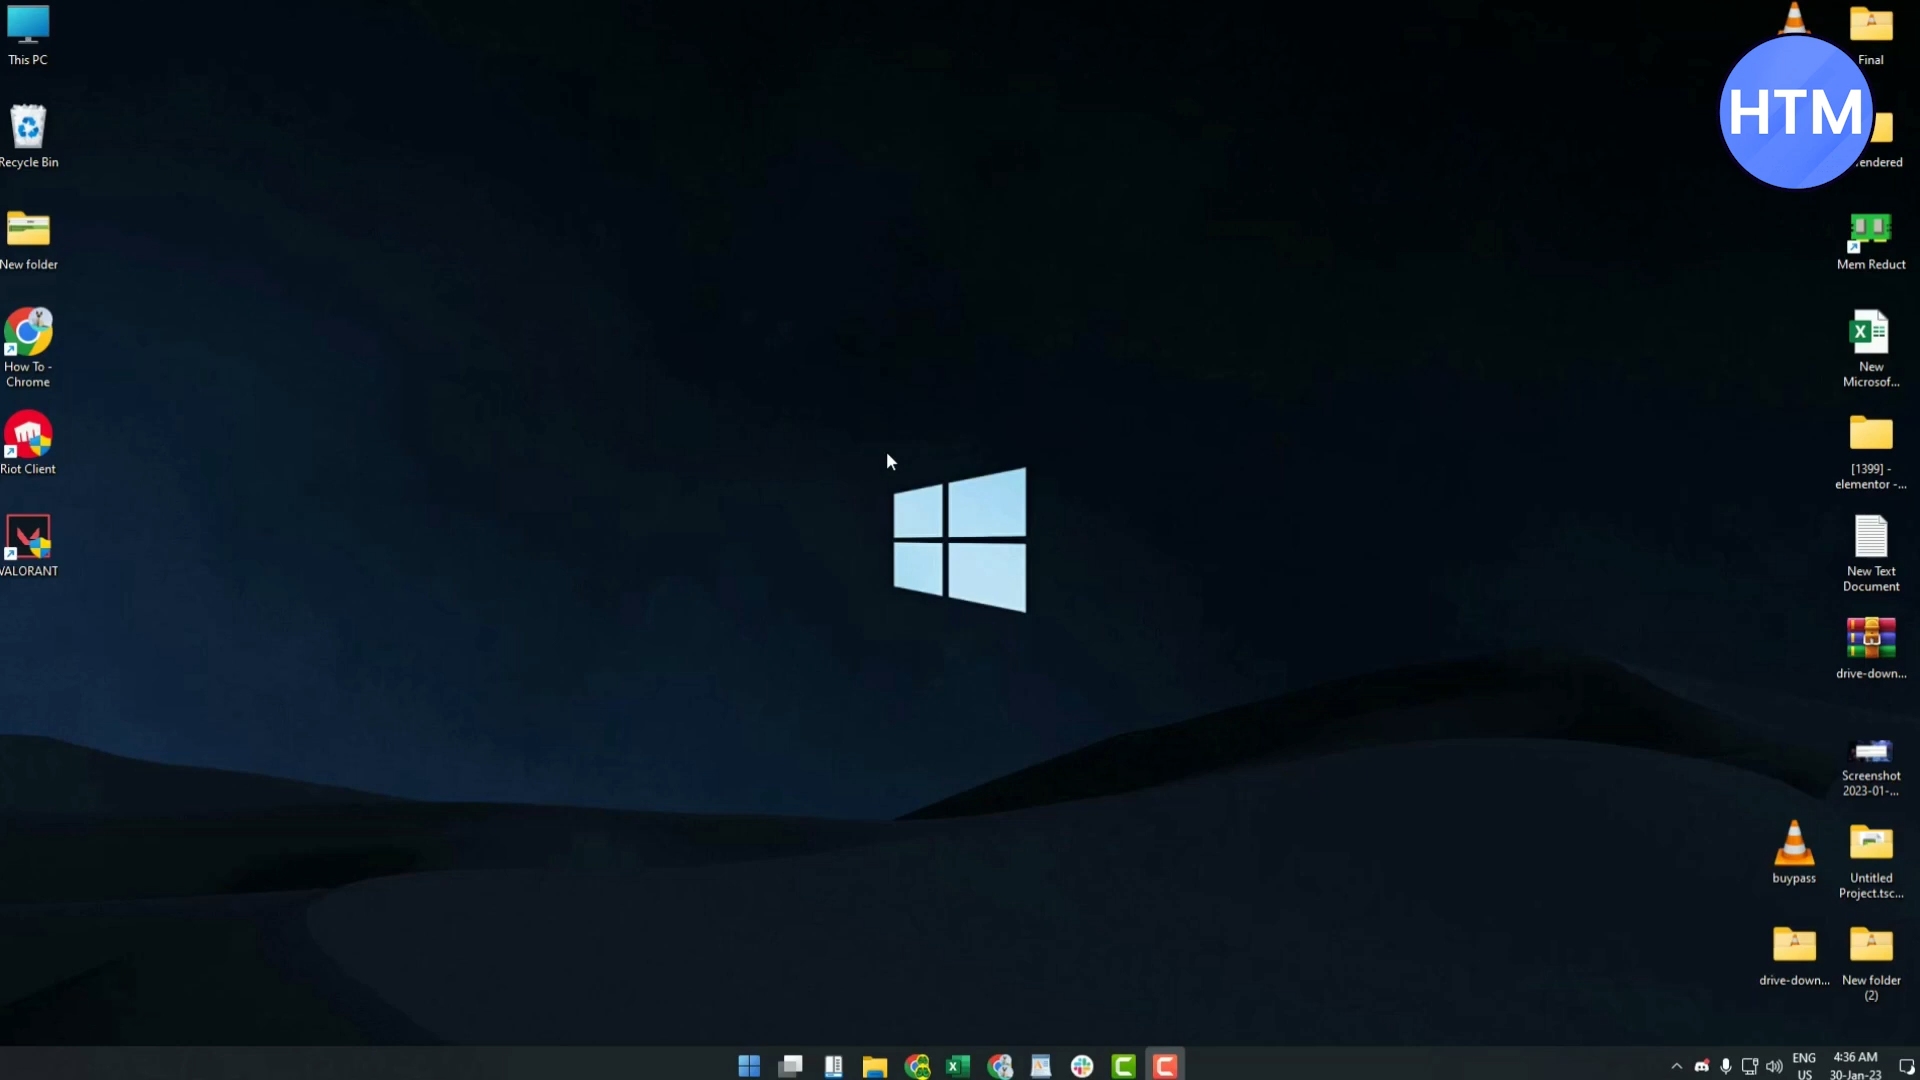 This PC
Recycle Bin
New folder
How To -
Chrome
Riot Client
VALORANT
Final
HTM
endered
Mem Reduct
New
Microsof...
[1399] -
elementor -...
New Text
Document
drive-down...
Screenshot
2023-01-...
buypass
Untitled
Project.tsc...
drive-down...
New folder
(2)
ENG
US
4:36 AM
30-Jan-23